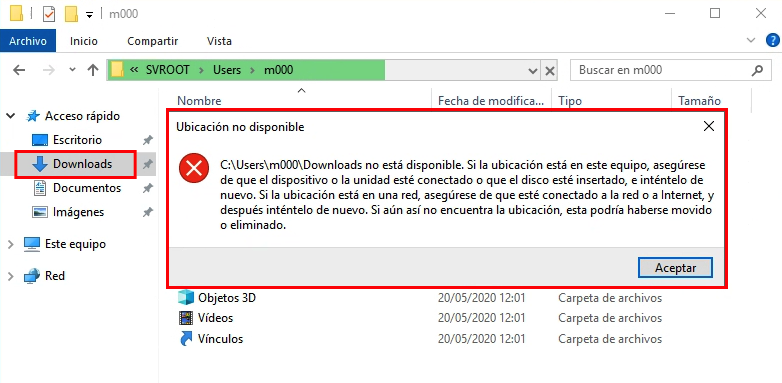 m000
Archivo Inicio Compartir Vista
« SVROOT > Users > m000
Buscar en m000
Nombre Fecha de modifica... Tipo Tamaño
Acceso rápido
Escritorio
Downloads
Documentos
Imágenes
Este equipo
Red
Ubicación no disponible
C:\Users\m000\Downloads no está disponible. Si la ubicación está en este equipo, asegúrese
de que el dispositivo o la unidad esté conectado o que el disco esté insertado, e inténtelo de
nuevo. Si la ubicación está en una red, asegúrese de que esté conectado a la red o a Internet, y
después inténtelo de nuevo. Si aún así no encuentra la ubicación, esta podría haberse movido
o eliminado.
Aceptar
Objetos 3D 20/05/2020 12:01 Carpeta de archivos
Vídeos 20/05/2020 12:01 Carpeta de archivos
Vínculos 20/05/2020 12:01 Carpeta de archivos